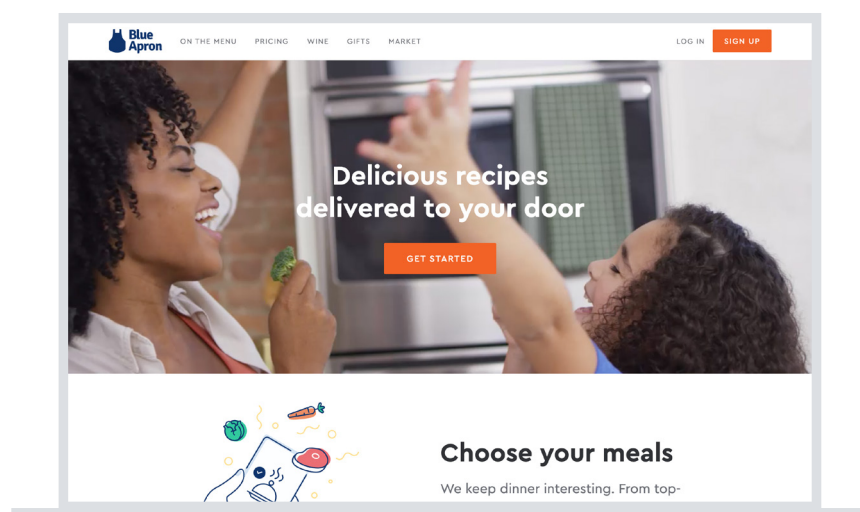 Blue
Apron
ON THE MENU PRICING WINE GIFTS MARKET
LOG IN SIGN UP
Delicious recipes
delivered to your door
GET STARTED
Choose your meals
We keep dinner interesting. From top-